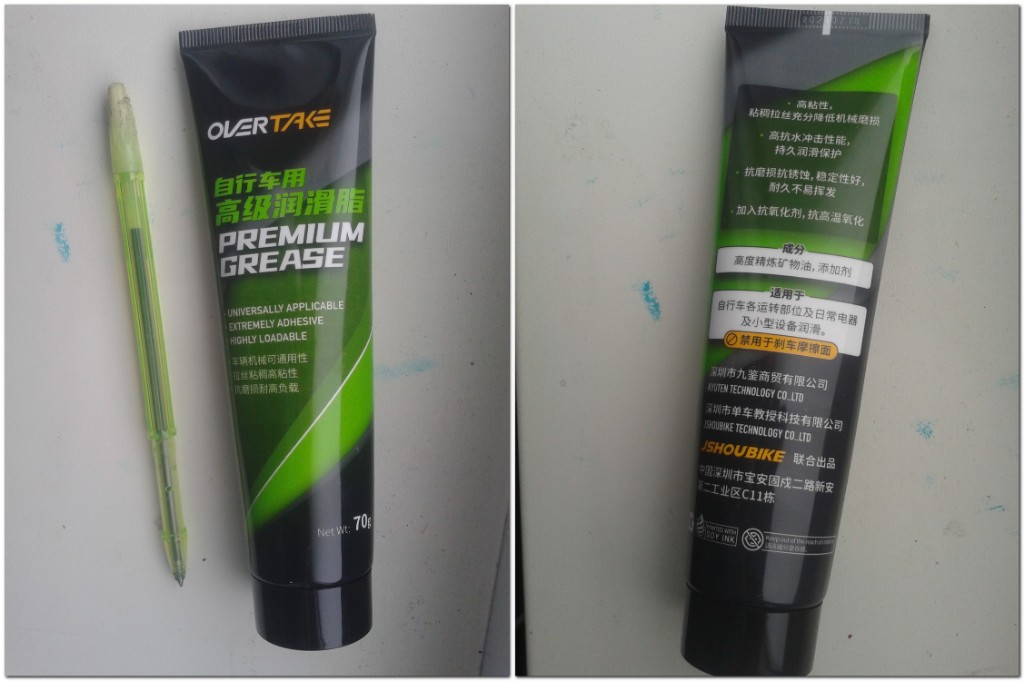 OVERTAKE
自行车用
高级润滑脂
PREMIUM
GREASE
· UNIVERSALLY APPLICABLE
· EXTREMELY ADHESIVE
· HIGHLY LOADABLE
· 车辆机械可通用性
· 拉丝粘稠高粘性
· 抗磨损耐高负载
Net Wt: 70g
· 高粘性,
粘稠拉丝充分降低机械磨损
· 高抗水冲击性能,
持久润滑保护
· 抗磨损抗锈蚀,稳定性好,
耐久不易挥发
· 加入抗氧化剂,抗高温氧化
成分
高度精炼矿物油,添加剂
适用于
自行车各运转部位及日常电器
及小型设备润滑。
禁用于刹车摩擦面
深圳市九鉴商贸有限公司
TECHNOLOGY CO.,LTD
深圳市单车教授科技有限公司
JSHOUBIKE TECHNOLOGY CO.,LTD
JSHOUBIKE 联合出品
中国深圳市宝安固戍二路新安
第二工业区C11栋
PRINTED WITH
SOY INK
Keep out of the reach of